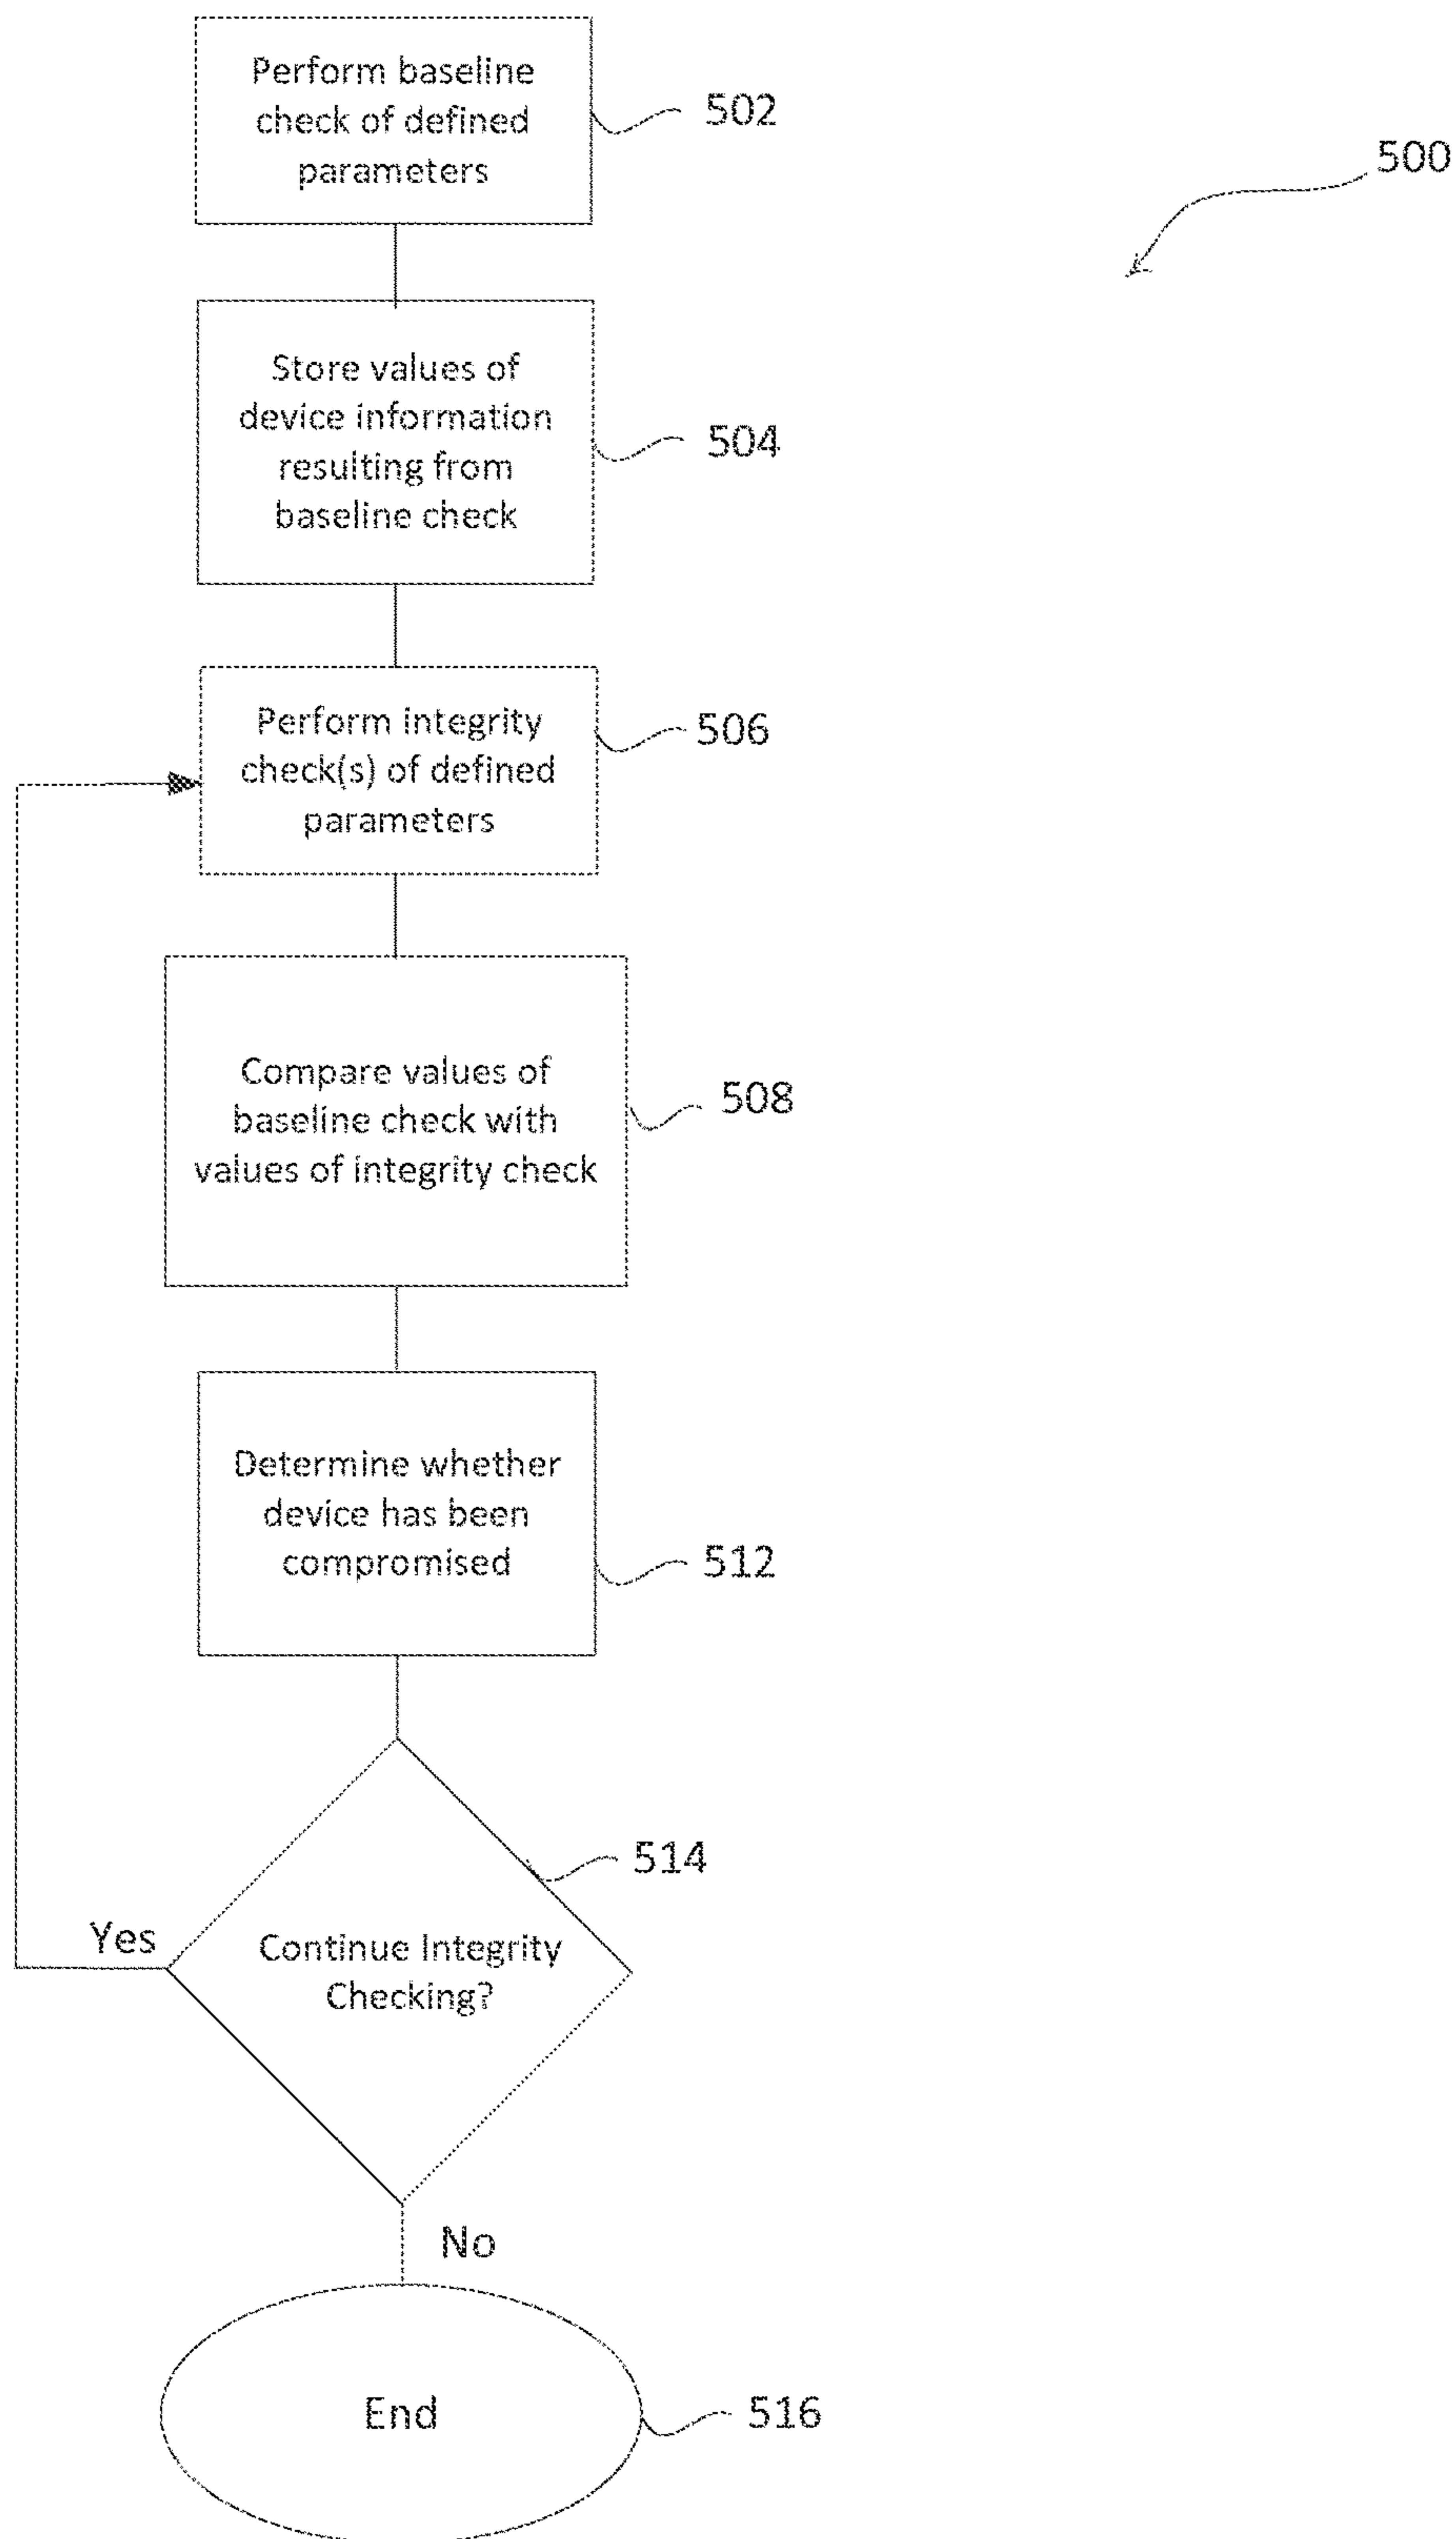 Perform baseline
check of defined
parameters
502
500
Store values of
device information
resulting from
baseline check
504
Perform integrity
check(s) of defined
parameters
506
Compare values of
baseline check with
values of integrity check
508
Determine whether
device has been
compromised
512
514
Yes
Continue Integrity
Checking?
No
End
516